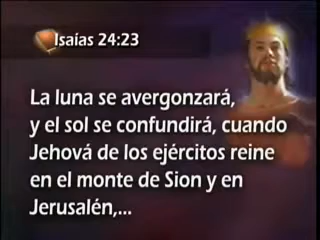 Isaías 24:23
La luna se avergonzará,
y el sol se confundirá, cuando
Jehová de los ejércitos reine
en el monte de Sion y en
Jerusalén,...